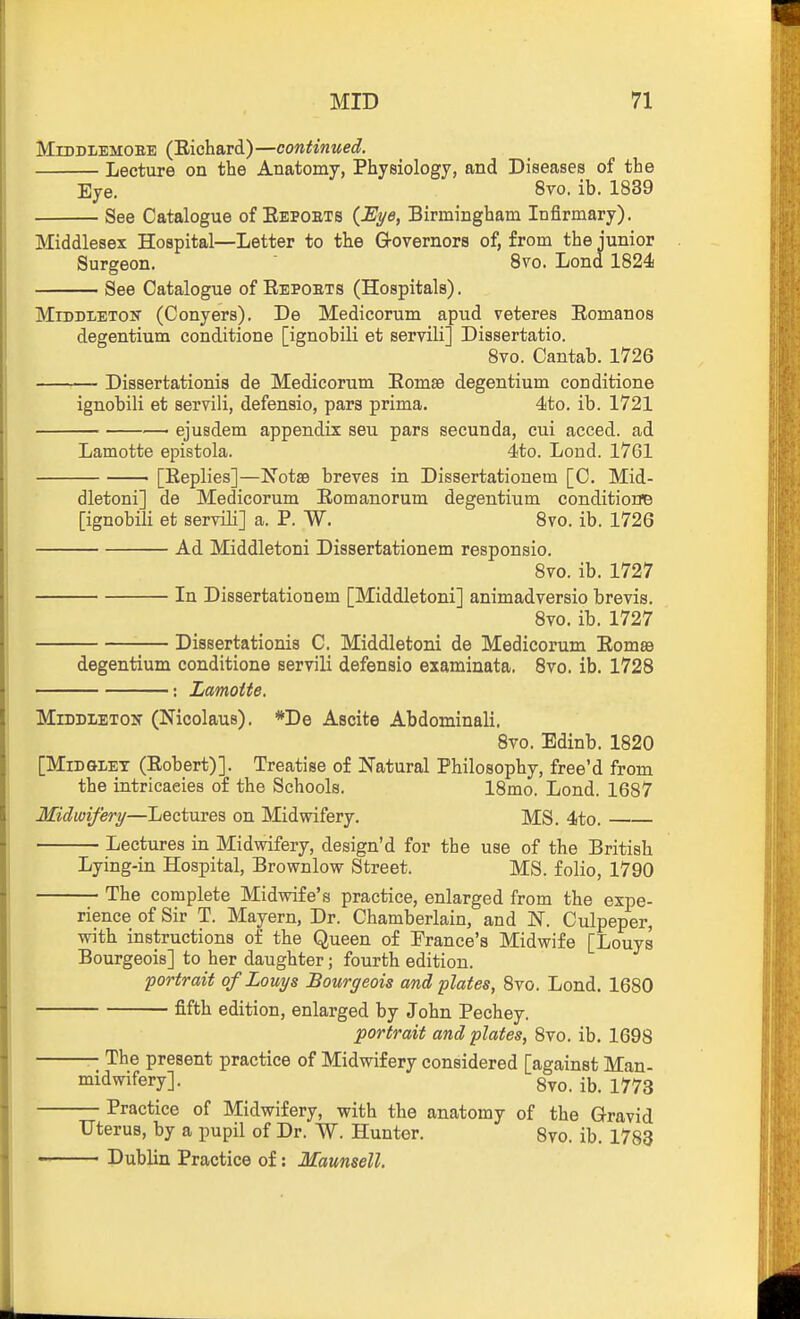 MID 71
MIDDLEMORE (Richard)—continued.
——— Lecture on the Anatomy, Physiology, and Diseases of the
Eye. 8vo. ib. 1839
——— See Catalogue of REPORTS (Eye, Birmingham Infirmary).
Middlesex Hospital—Letter to the Governors of, from the junior
Surgeon. 8vo. Lond 1824
——— See Catalogue of REPORTS (Hospitals).
MIDDLETON (Conyers). De Medicorum apud veteres Romanos
degentium conditione [ignobili et servili] Dissertatio.
8vo. Cantab. 1726
——— Dissertationis de Medicorum Romæ degentium conditione
ignobili et servili, defensio, pars prima. 4to. ib. 1721
——— ——— ejusdem appendix seu pars secunda, cui acced. ad
Lamotte epistola. 4to. Lond. 1761
——— ——— [Replies]—Notæ breves in Dissertationem [C. Mid-
dletoni] de Medicorum Romanorum degentium conditione
[ignobili et servili] a. P. W. 8vo. ib. 1726
——— ——— Ad Middletoni Dissertationem responsio.
8vo. ib. 1727
——— ——— In Dissertationem [Middletoni] animadversio brevis.
8vo. ib. 1727
——— ——— Dissertationis C. Middletoni de Medicorum Romæ
degentium conditione servili defensio examinata. 8vo. ib. 1728
——— ———: Lamotte.
MIDDLETON (Nicolaus). *De Ascite Abdominali.
8vo. Edinb. 1820
[MIDGLEY (Robert)]. Treatise of Natural Philosophy, free'd from
the intricacies of the Schools. 18mo. Lond. 1687
Midwifery—Lectures on Midwifery. MS. 4to. ———
——— Lectures in Midwifery, design'd for the use of the British
Lying-in Hospital, Brownlow Street. MS. folio, 1790
——— The complete Midwife's practice, enlarged from the expe-
rience of Sir T. Mayern, Dr. Chamberlain, and N. Culpeper,
with instructions of the Queen of France's Midwife [Louys
Bourgeois] to her daughter; fourth edition.
portrait of Louys Bourgeois and plates, 8vo. Lond. 1680
——— ——— fifth edition, enlarged by John Pechey.
portrait and plates, 8vo. ib. 1698
——— The present practice of Midwifery considered [against Man-
midwifery]. 8vo. ib. 1773
——— Practice of Midwifery, with the anatomy of the Gravid
Uterus, by a pupil of Dr. W. Hunter. 8vo. ib. 1783
——— Dublin Practice of: Maunsell.